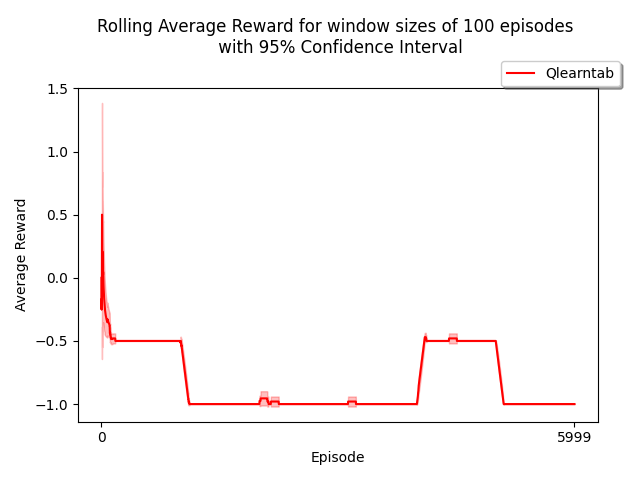 Rolling Average Reward for window sizes of 100 episodes
with 95% Confidence Interval
Qlearntab
1.5
1.0
0.5
0.0
−0.5
−1.0
Average Reward
0
5999
Episode